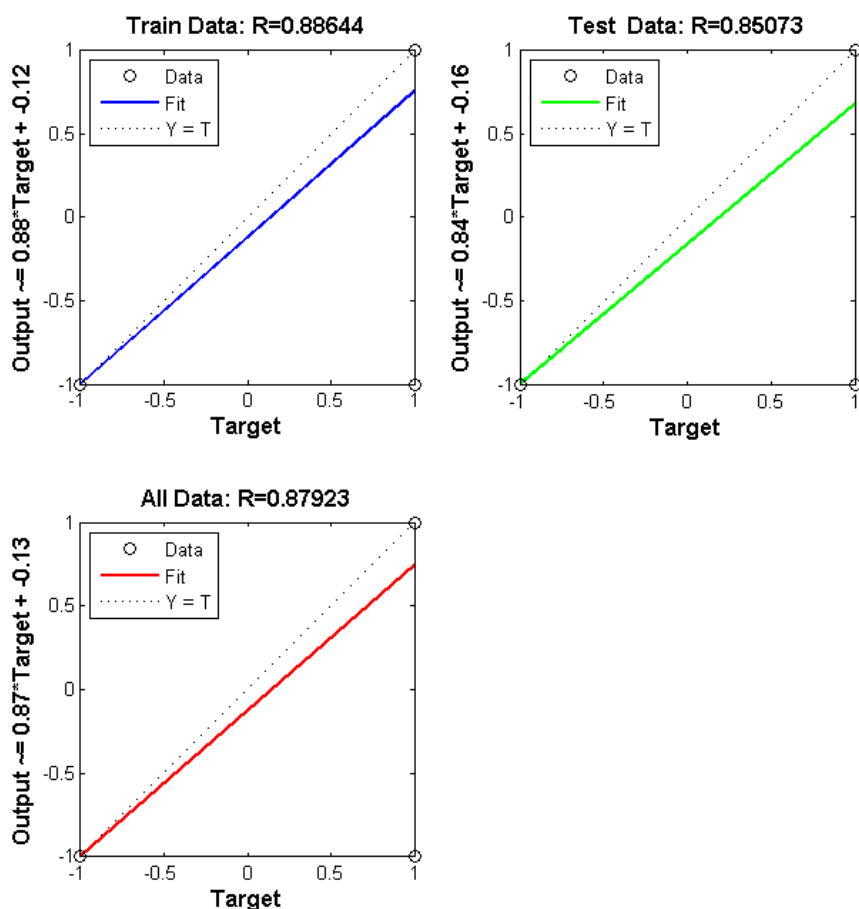 Train Data: R=0.88644
Output ~= 0.88*Target + -0.12
1
0.5
0
-0.5
-1
Data
Fit
Y = T
-1
-0.5
0
0.5
1
Target
Test  Data: R=0.85073
Output ~= 0.84*Target + -0.16
1
0.5
0
-0.5
-1
Data
Fit
Y = T
-1
-0.5
0
0.5
1
Target
All Data: R=0.87923
Output ~= 0.87*Target + -0.13
1
0.5
0
-0.5
-1
Data
Fit
Y = T
-1
-0.5
0
0.5
1
Target